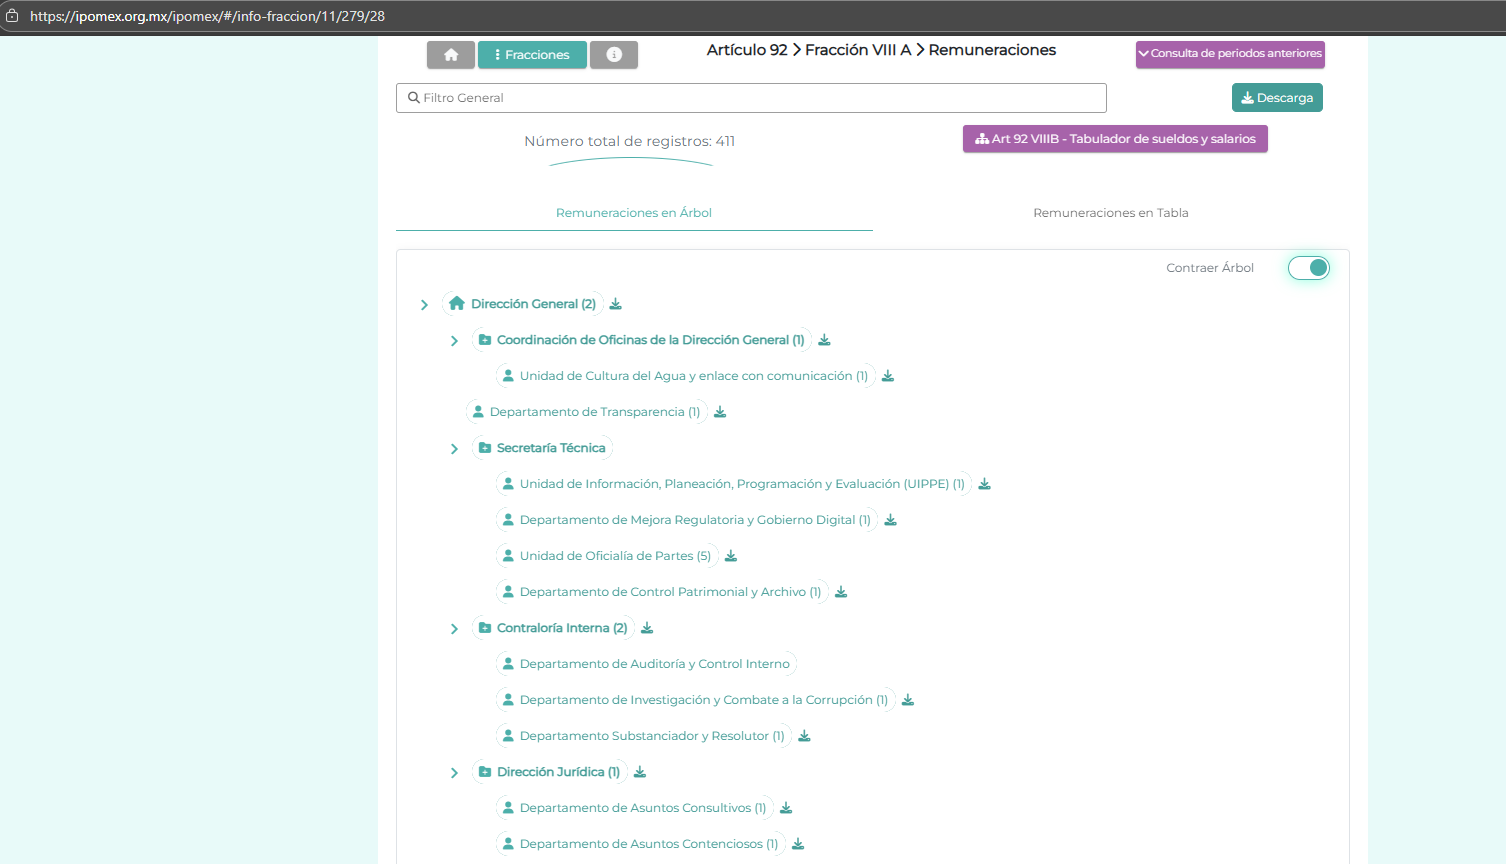 https://ipomex.org.mx/ipomex/#/info-fraccion/11/279/28
Fracciones
Artículo 92 > Fracción VIII A > Remuneraciones
Consulta de periodos anteriores
Filtro General
Descarga
Número total de registros: 411
Art 92 VIIIB - Tabulador de sueldos y salarios
Remuneraciones en Árbol
Remuneraciones en Tabla
Contraer Árbol
Dirección General (2)
Coordinación de Oficinas de la Dirección General (1)
Unidad de Cultura del Agua y enlace con comunicación (1)
Departamento de Transparencia (1)
Secretaría Técnica
Unidad de Información, Planeación, Programación y Evaluación (UIPPE) (1)
Departamento de Mejora Regulatoria y Gobierno Digital (1)
Unidad de Oficialía de Partes (5)
Departamento de Control Patrimonial y Archivo (1)
Contraloría Interna (2)
Departamento de Auditoría y Control Interno
Departamento de Investigación y Combate a la Corrupción (1)
Departamento Substanciador y Resolutor (1)
Dirección Jurídica (1)
Departamento de Asuntos Consultivos (1)
Departamento de Asuntos Contenciosos (1)